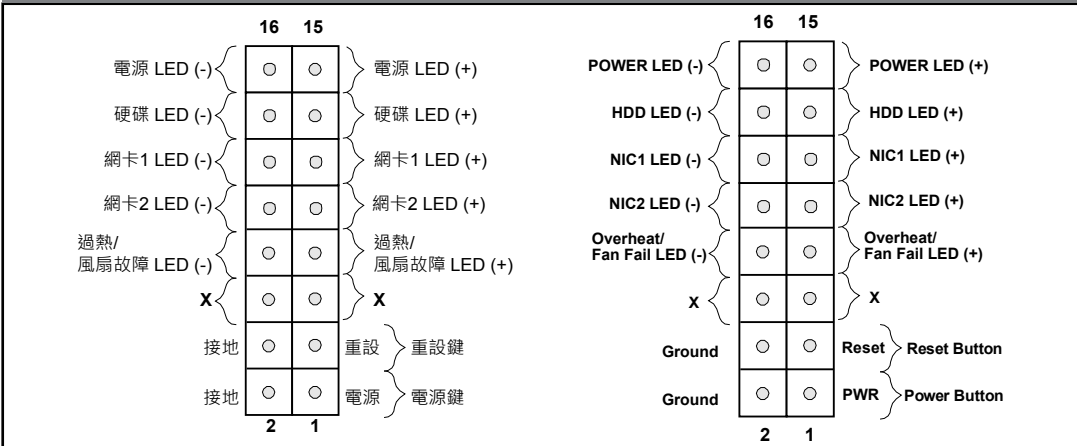 16 15
電源 LED (-) 電源 LED (+)
硬碟 LED (-) 硬碟 LED (+)
網卡1 LED (-) 網卡1 LED (+)
網卡2 LED (-) 網卡2 LED (+)
過熱/ 過熱/
風扇故障 LED (-) 風扇故障 LED (+)
X X
接地 重設 重設鍵
接地 電源 電源鍵
2 1
16 15
POWER LED (-) POWER LED (+)
HDD LED (-) HDD LED (+)
NIC1 LED (-) NIC1 LED (+)
NIC2 LED (-) NIC2 LED (+)
Overheat/ Overheat/
Fan Fail LED (-) Fan Fail LED (+)
X X
Ground Reset Reset Button
Ground PWR Power Button
2 1